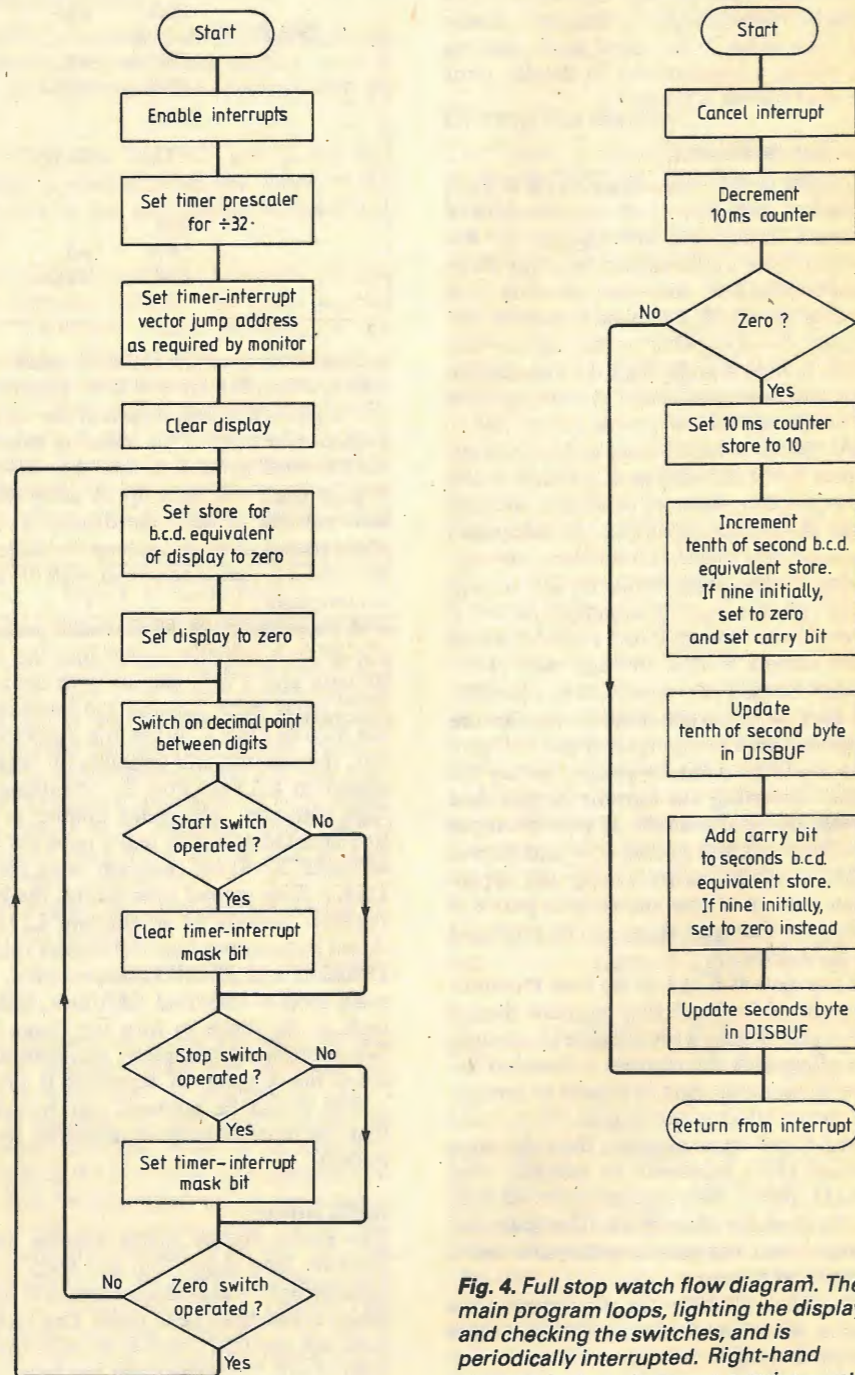 Start
Enable interrupts
Set timer prescaler
for ÷32·
Set timer-interrupt
vector jump address
as required by monitor
Clear display
Set store for
b.c.d. equivalent
of display to zero
Set display to zero
Switch on decimal point
between digits
Start switch
operated ?
No
Yes
Clear timer-interrupt
mask bit
Stop switch
operated ?
No
Yes
Set timer-interrupt
mask bit
Zero switch
operated ?
No
Yes
Start
Cancel interrupt
Decrement
10ms counter
Zero ?
No
Yes
Set 10 ms counter
store to 10
Increment
tenth of second b.c.d.
equivalent store.
If nine initially,
set to zero
and set carry bit
Update
tenth of second byte
in DISBUF
Add carry bit
to seconds b.c.d.
equivalent store.
If nine initially,
set to zero instead
Update seconds byte
in DISBUF
Return from interrupt
Fig. 4. Full stop watch flow diagram. The
main program loops, lighting the display
and checking the switches, and is
periodically interrupted. Right-hand